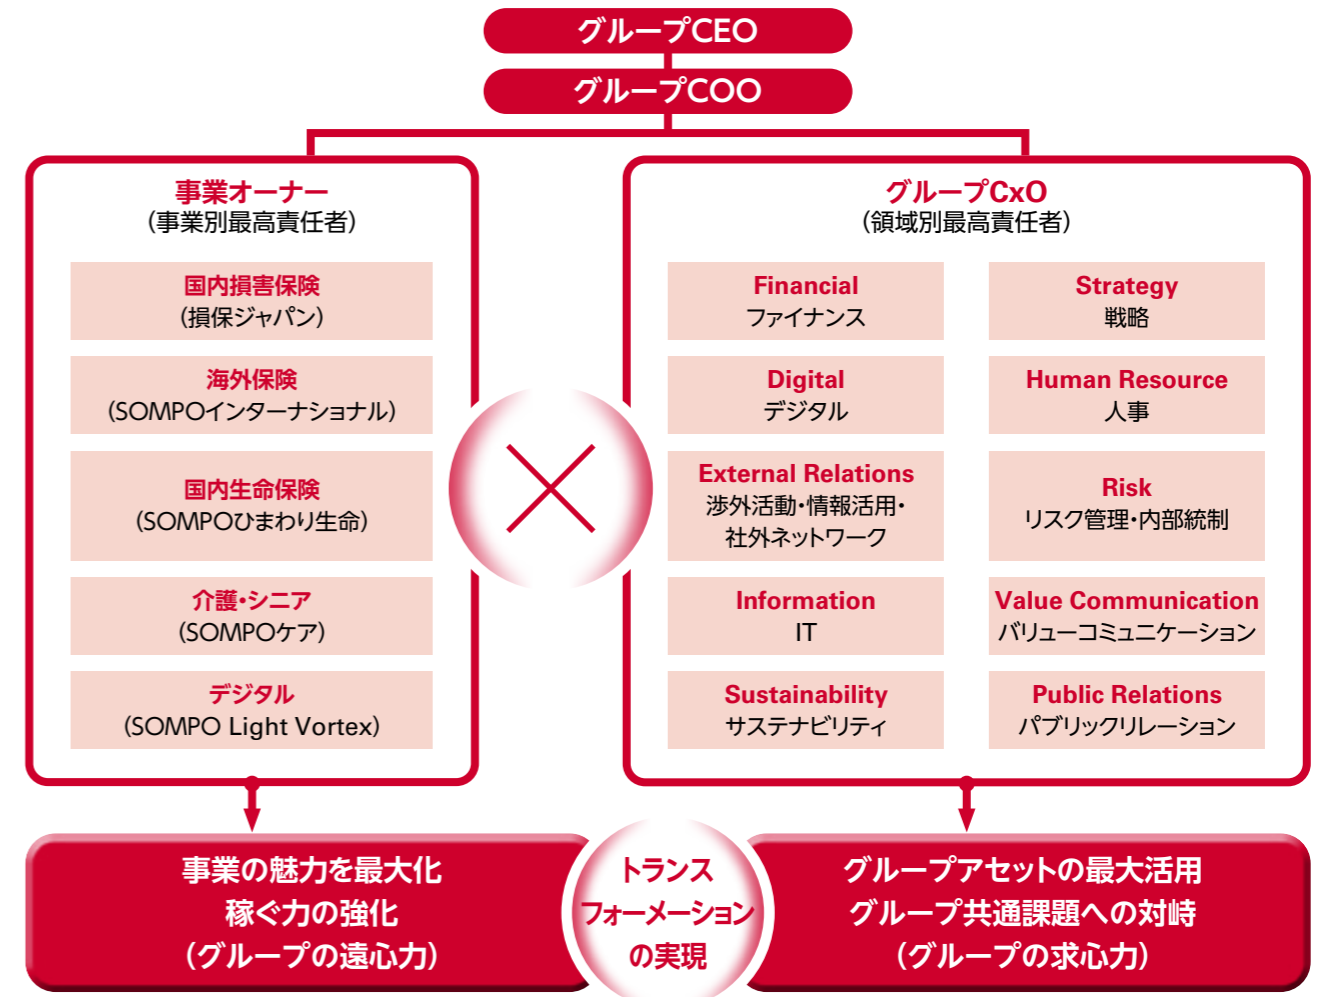 グループCEO
グループCOO
事業オーナー
（事業別最高責任者）
国内損害保険
（損保ジャパン）
海外保険
（SOMPOインターナショナル）
国内生命保険
（SOMPOひまわり生命）
介護・シニア
（SOMPOケア）
デジタル
（SOMPO Light Vortex）
グループCxO
（領域別最高責任者）
Financial
ファイナンス
Strategy
戦略
Digital
デジタル
Human Resource
人事
External Relations
渉外活動・情報活用・
社外ネットワーク
Risk
リスク管理・内部統制
Information
IT
Value Communication
バリューコミュニケーション
Sustainability
サステナビリティ
Public Relations
パブリックリレーション
事業の魅力を最大化
稼ぐ力の強化
（グループの遠心力）
トランス
フォーメーション
の実現
グループアセットの最大活用
グループ共通課題への対峙
（グループの求心力）